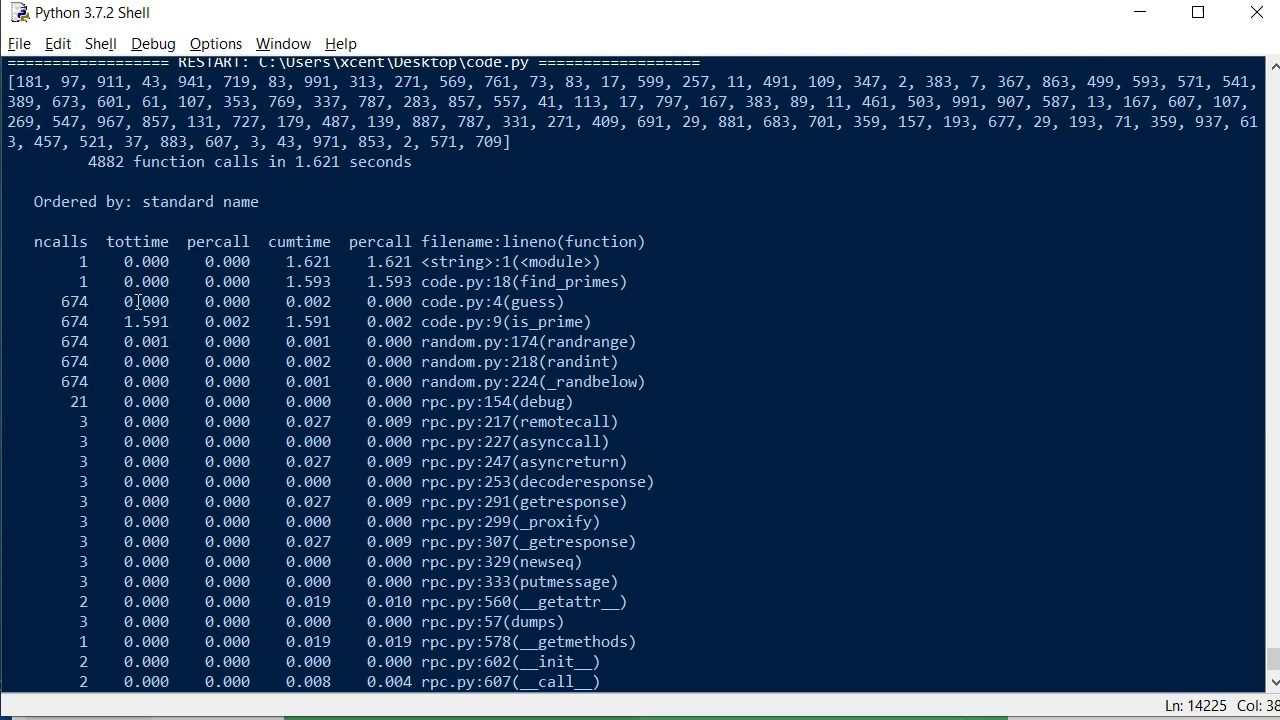 Python 3.7.2 Shell
File Edit Shell Debug Options Window Help
================== RESTART: C:\Users\xcent\Desktop\code.py ==================
[181, 97, 911, 43, 941, 719, 83, 991, 313, 271, 569, 761, 73, 83, 17, 599, 257, 11, 491, 109, 347, 2, 383, 7, 367, 863, 499, 593, 571, 541,
389, 673, 601, 61, 107, 353, 769, 337, 787, 283, 857, 557, 41, 113, 17, 797, 167, 383, 89, 11, 461, 503, 991, 907, 587, 13, 167, 607, 107,
269, 547, 967, 857, 131, 727, 179, 487, 139, 887, 787, 331, 271, 409, 691, 29, 881, 683, 701, 359, 157, 193, 677, 29, 193, 71, 359, 937, 61
3, 457, 521, 37, 883, 607, 3, 43, 971, 853, 2, 571, 709]
4882 function calls in 1.621 seconds
Ordered by: standard name
ncalls tottime percall cumtime percall filename:lineno(function)
1 0.000 0.000 1.621 1.621 <string>:1(<module>)
1 0.000 0.000 1.593 1.593 code.py:18(find_primes)
674 0.000 0.000 0.002 0.000 code.py:4(guess)
674 1.591 0.002 1.591 0.002 code.py:9(is_prime)
674 0.001 0.000 0.001 0.000 random.py:174(randrange)
674 0.000 0.000 0.002 0.000 random.py:218(randint)
674 0.000 0.000 0.001 0.000 random.py:224(_randbelow)
21 0.000 0.000 0.000 0.000 rpc.py:154(debug)
3 0.000 0.000 0.027 0.009 rpc.py:217(remotecall)
3 0.000 0.000 0.000 0.000 rpc.py:227(asynccall)
3 0.000 0.000 0.027 0.009 rpc.py:247(asyncreturn)
3 0.000 0.000 0.000 0.000 rpc.py:253(decoderesponse)
3 0.000 0.000 0.027 0.009 rpc.py:291(getresponse)
3 0.000 0.000 0.000 0.000 rpc.py:299(_proxify)
3 0.000 0.000 0.027 0.009 rpc.py:307(_getresponse)
3 0.000 0.000 0.000 0.000 rpc.py:329(newseq)
3 0.000 0.000 0.000 0.000 rpc.py:333(putmessage)
2 0.000 0.000 0.019 0.010 rpc.py:560(__getattr__)
3 0.000 0.000 0.000 0.000 rpc.py:57(dumps)
1 0.000 0.000 0.019 0.019 rpc.py:578(__getmethods)
2 0.000 0.000 0.000 0.000 rpc.py:602(__init__)
2 0.000 0.000 0.008 0.004 rpc.py:607(__call__)
Ln: 14225 Col: 38